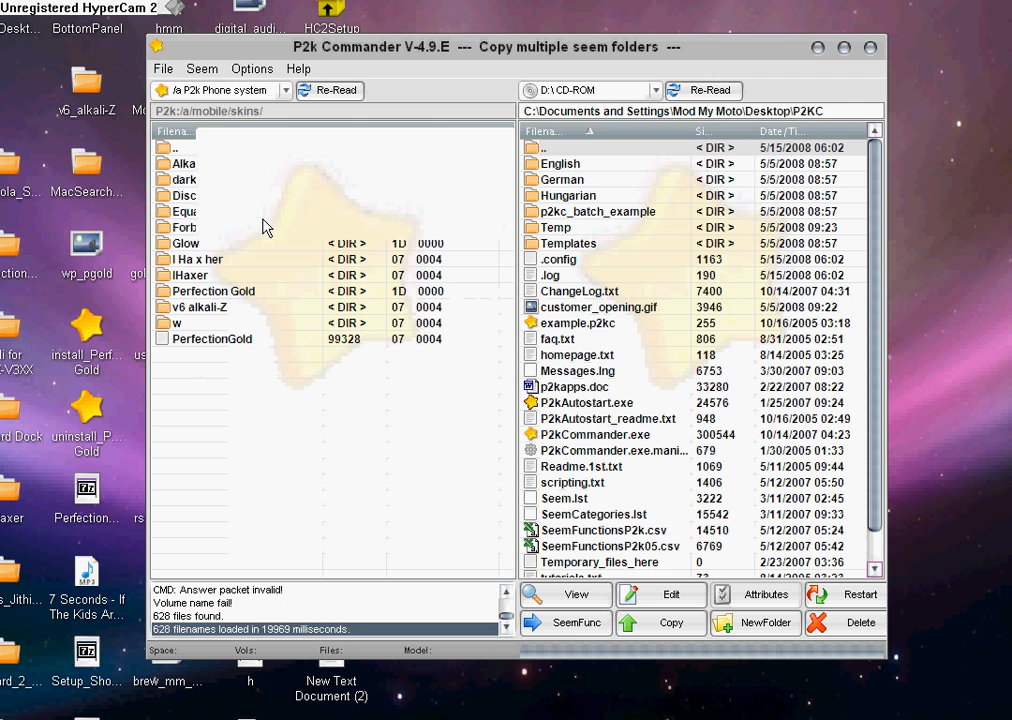 Unregistered HyperCam 2
Deskt...
BottomPanel
hmm
digital_audi...
HC2Setup
P2k Commander V-4.9.E --- Copy multiple seem folders ---
File Seem Options Help
/a P2k Phone system Re-Read
D:\ CD-ROM Re-Read
P2k:/a/mobile/skins/
C:\Documents and Settings\Mod My Moto\Desktop\P2KC
Filena...
Filena... Si... Date/Ti...
..
Alka
dark
Disc
Equa
Forb
Glow < DIR > 1D 0000
I Ha x her < DIR > 07 0004
IHaxer < DIR > 07 0004
Perfection Gold < DIR > 1D 0000
v6 alkali-Z < DIR > 07 0004
w < DIR > 07 0004
PerfectionGold 99328 07 0004
.. < DIR > 5/15/2008 06:02
English < DIR > 5/5/2008 08:57
German < DIR > 5/5/2008 08:57
Hungarian < DIR > 5/5/2008 08:57
p2kc_batch_example < DIR > 5/5/2008 08:57
Temp < DIR > 5/5/2008 09:23
Templates < DIR > 5/5/2008 08:57
.config 1163 5/15/2008 06:02
.log 190 5/15/2008 06:02
ChangeLog.txt 7400 10/14/2007 04:31
customer_opening.gif 3946 5/5/2008 09:22
example.p2kc 255 10/16/2005 03:18
faq.txt 806 8/31/2005 02:51
homepage.txt 118 8/14/2005 03:25
Messages.lng 6753 3/30/2007 09:03
p2kapps.doc 33280 2/22/2007 08:22
P2kAutostart.exe 24576 1/25/2007 09:24
P2kAutostart_readme.txt 948 10/16/2005 02:49
P2kCommander.exe 300544 10/14/2007 04:23
P2kCommander.exe.mani... 679 1/30/2005 01:33
Readme.1st.txt 1069 5/11/2005 09:44
scripting.txt 1406 5/12/2007 05:50
Seem.lst 3222 3/11/2007 02:45
SeemCategories.lst 15542 3/11/2007 09:33
SeemFunctionsP2k.csv 14510 5/12/2007 05:24
SeemFunctionsP2k05.csv 6769 5/12/2007 05:42
Temporary_files_here 0 2/23/2007 03:36
CMD: Answer packet invalid!
Volume name fail!
628 files found.
628 filenames loaded in 19969 milliseconds.
View Edit Attributes Restart
SeemFunc Copy NewFolder Delete
Space: Vols: Files: Model:
v6_alkali-Z
ola_S...
MacSearch...
ction...
wp_pgold
li for
-V3XX
install_Perf...
Gold
rd Dock
uninstall_P...
Gold
axer
Perfection...
s_Jithi...
7 Seconds - If
The Kids Ar...
rd_2_...
Setup_Sho...
brew_mm_...
h
New Text
Document (2)